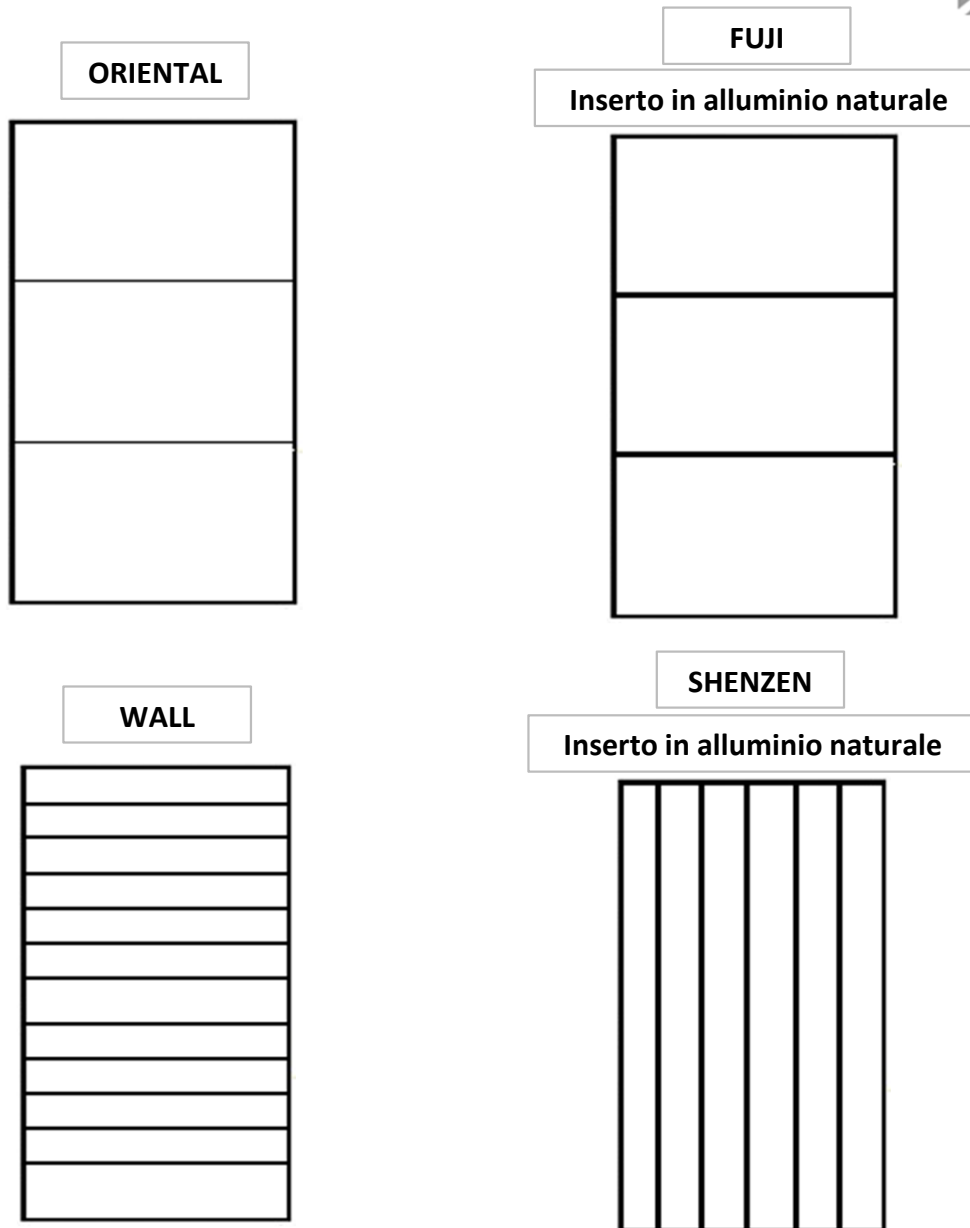 ORIENTAL
FUJI
Inserto in alluminio naturale
WALL
SHENZEN
Inserto in alluminio naturale